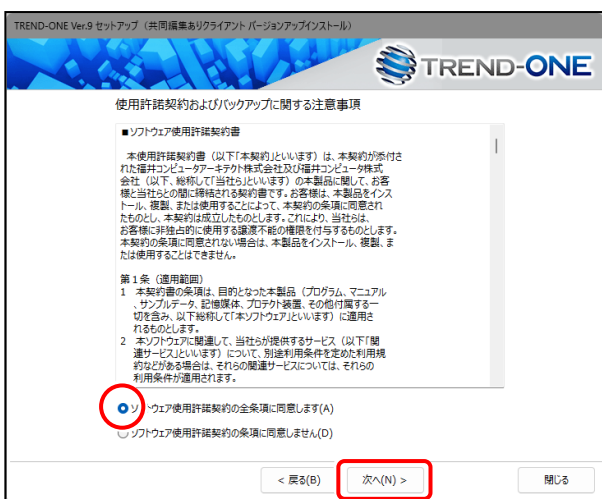 TREND-ONE Ver.9 セットアップ（共同編集ありクライアント バージョンアップインストール）
TREND-ONE
使用許諾契約およびバックアップに関する注意事項
■ソフトウェア使用許諾契約書
本使用許諾契約書（以下「本契約」といいます）は、本契約が添付さ
れた福井コンピュータアーキテクト株式会社及び福井コンピュータ株式
会社（以下、総称して「当社ら」といいます）の本製品に関して、お客
様と当社らとの間に締結される契約書です。お客様は、本製品をインス
トール、複製、または使用することによって、本契約の条項に同意され
たものとし、本契約は成立したものとします。これにより、当社らは、
お客様に非独占的に使用する譲渡不能の権限を付与するものとします。
本契約の条項に同意されない場合は、本製品をインストール、複製、ま
たは使用することはできません。
第１条（適用範囲）
1 本契約書の条項は、目的となった本製品（プログラム、マニュアル
、サンプルデータ、記憶媒体、プロテクト装置、その他付属する一
切を含み、以下総称して「本ソフトウェア」といいます）に適用さ
れるものとします。
2 本ソフトウェアに関連して、当社らが提供するサービス（以下「関
連サービス」といいます）について、別途利用条件を定めた利用規
約などがある場合は、それらの関連サービスについては、それらの
利用条件が適用されます。
ソフトウェア使用許諾契約の全条項に同意します(A)
ソフトウェア使用許諾契約の条項に同意しません(D)
< 戻る(B)
次へ(N) >
閉じる